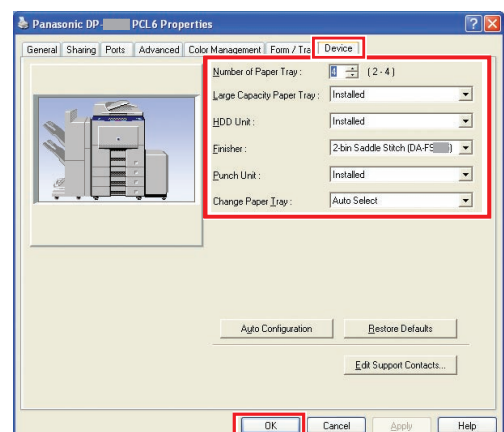 Panasonic DP- PCL6 Properties
General Sharing Ports Advanced Color Management Form / Tra Device
Number of Paper Tray : 4 ( 2 - 4 )
Large Capacity Paper Tray : Installed
HDD Unit : Installed
Finisher : 2-bin Saddle Stitch (DA-FS )
Punch Unit : Installed
Change Paper Tray : Auto Select
Auto Configuration Restore Defaults
Edit Support Contacts...
OK Cancel Apply Help